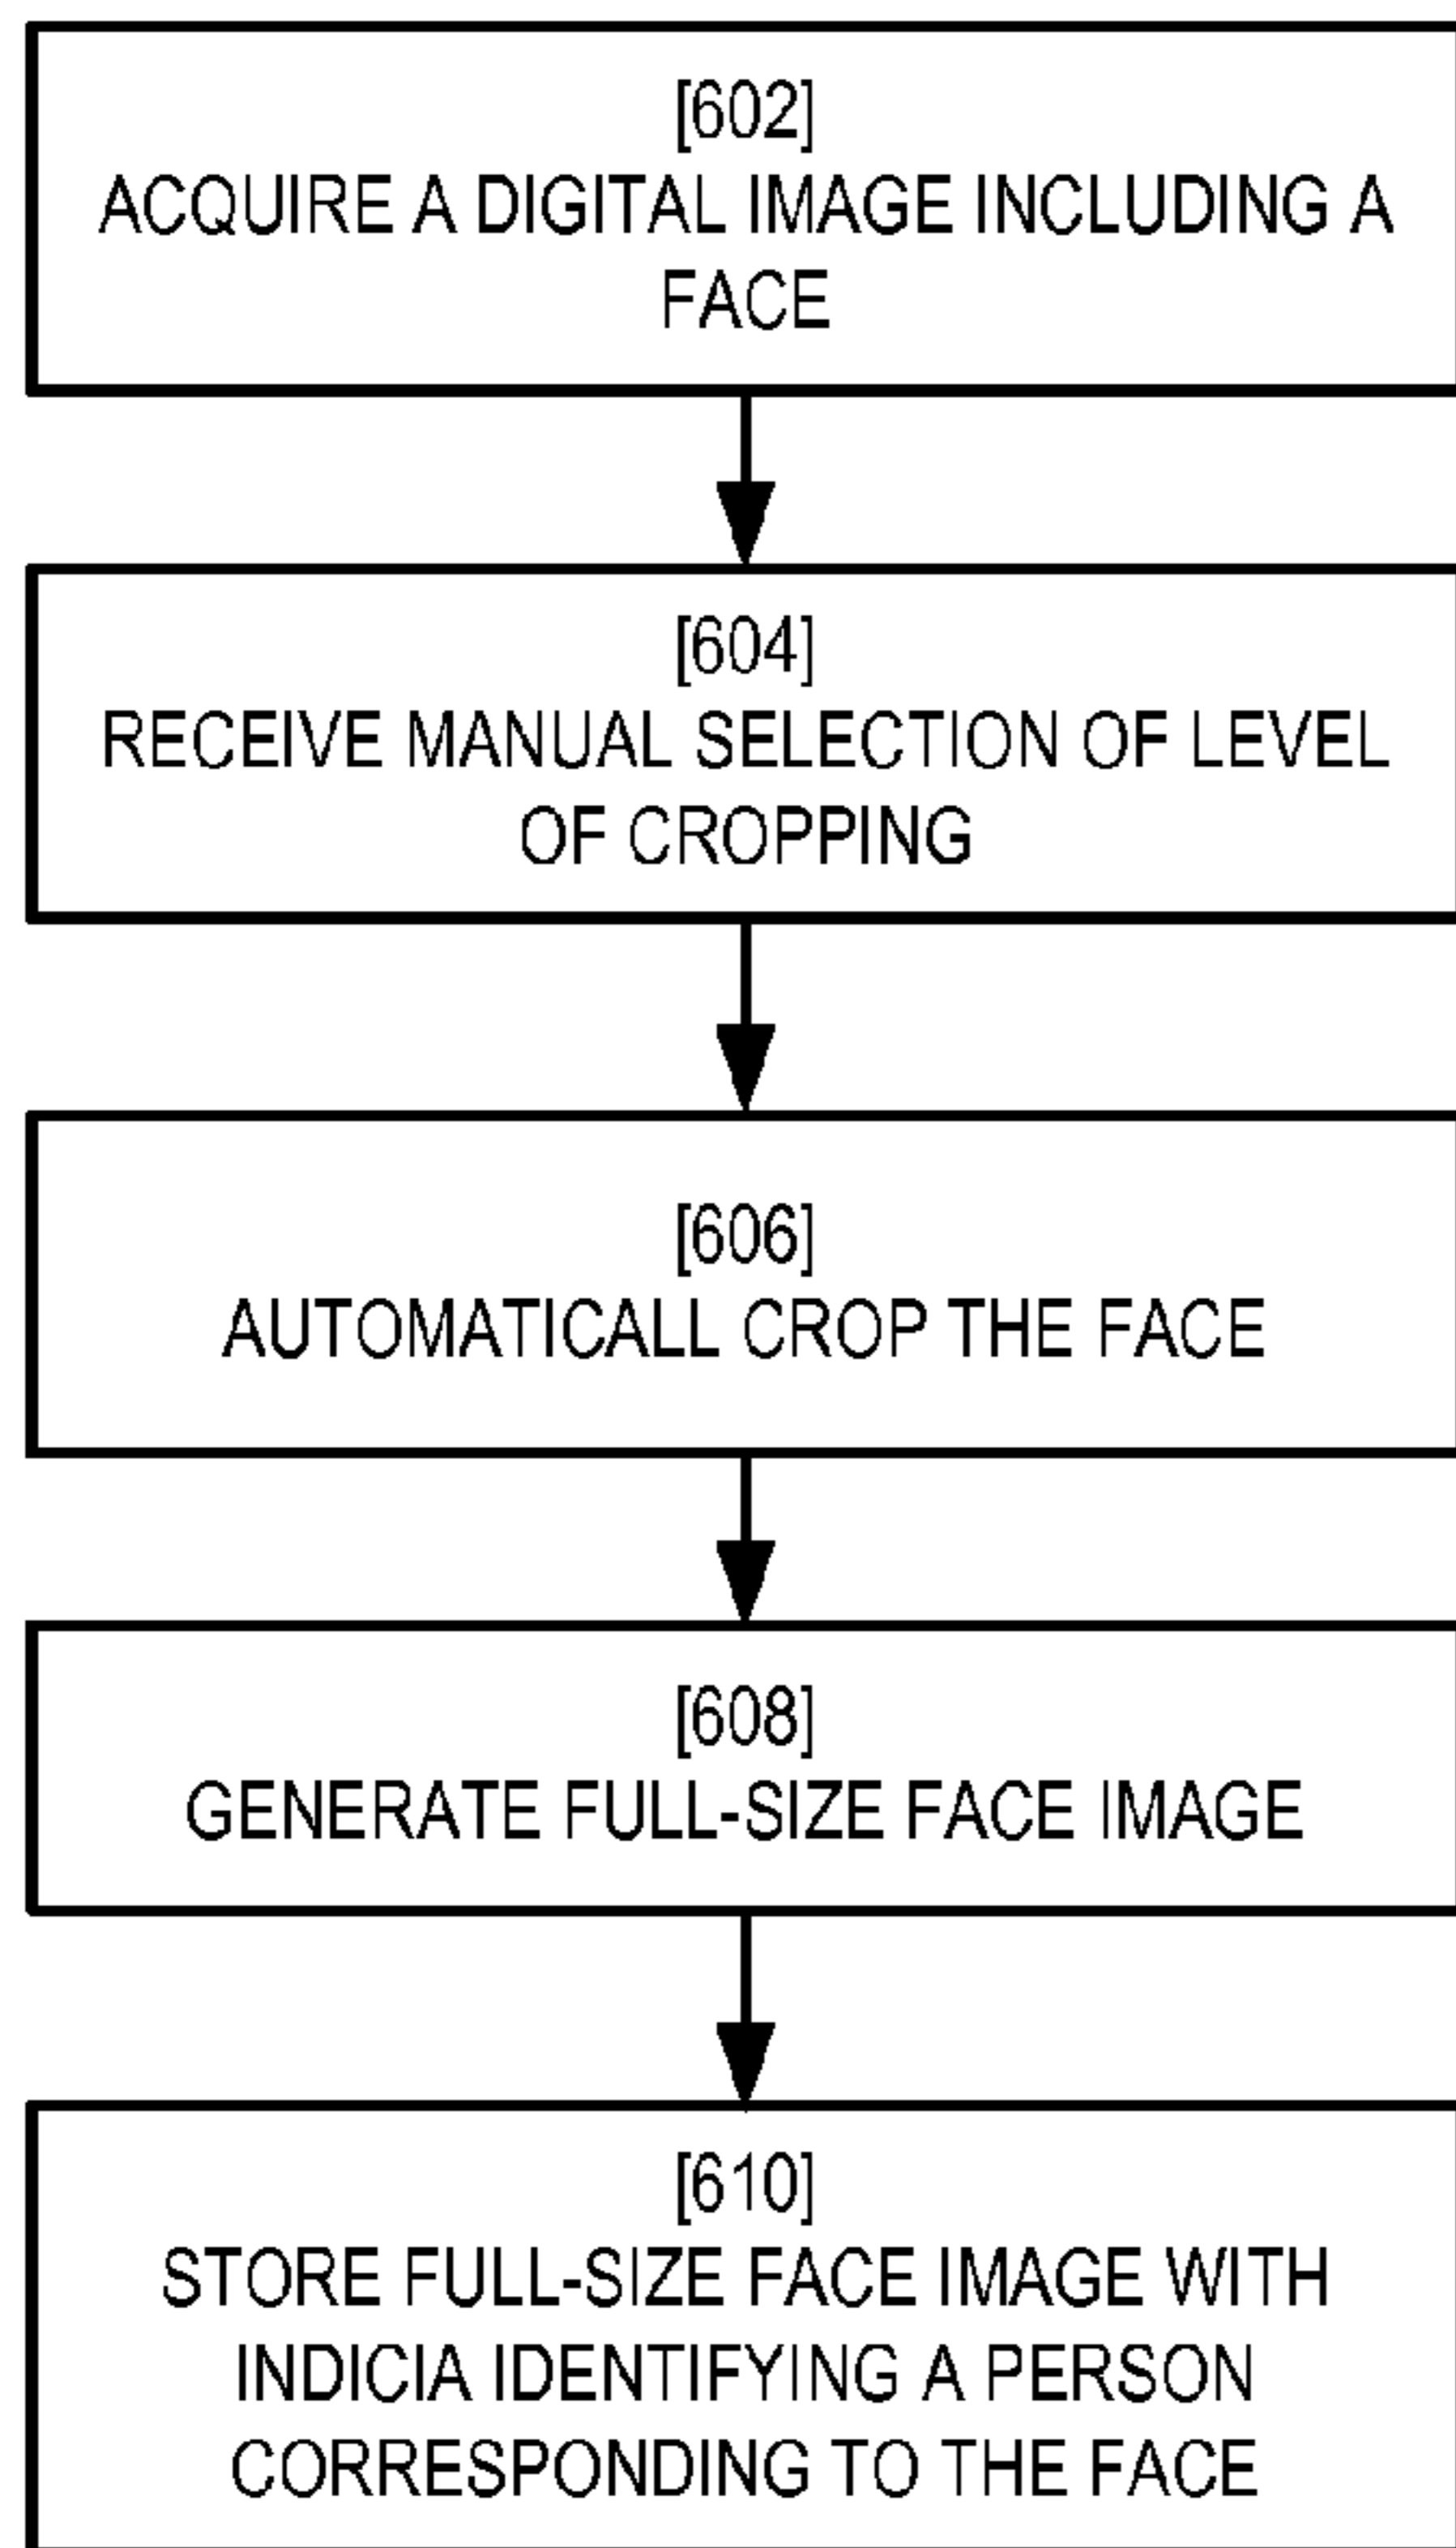 [602]
ACQUIRE A DIGITAL IMAGE INCLUDING A
FACE
[604]
RECEIVE MANUAL SELECTION OF LEVEL
OF CROPPING
[606]
AUTOMATICALL CROP THE FACE
[608]
GENERATE FULL-SIZE FACE IMAGE
[610]
STORE FULL-SIZE FACE IMAGE WITH
INDICIA IDENTIFYING A PERSON
CORRESPONDING TO THE FACE